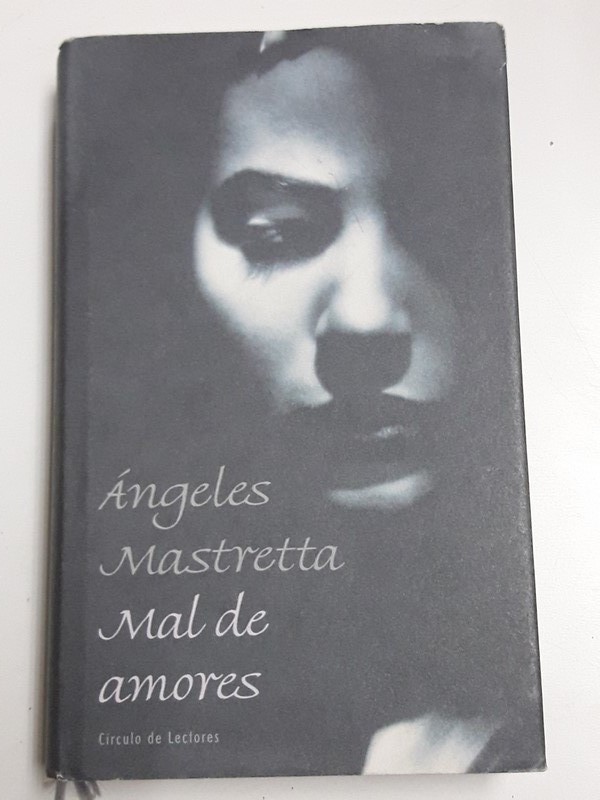 Ángeles
Mastretta
Mal de
amores
Círculo de Lectores